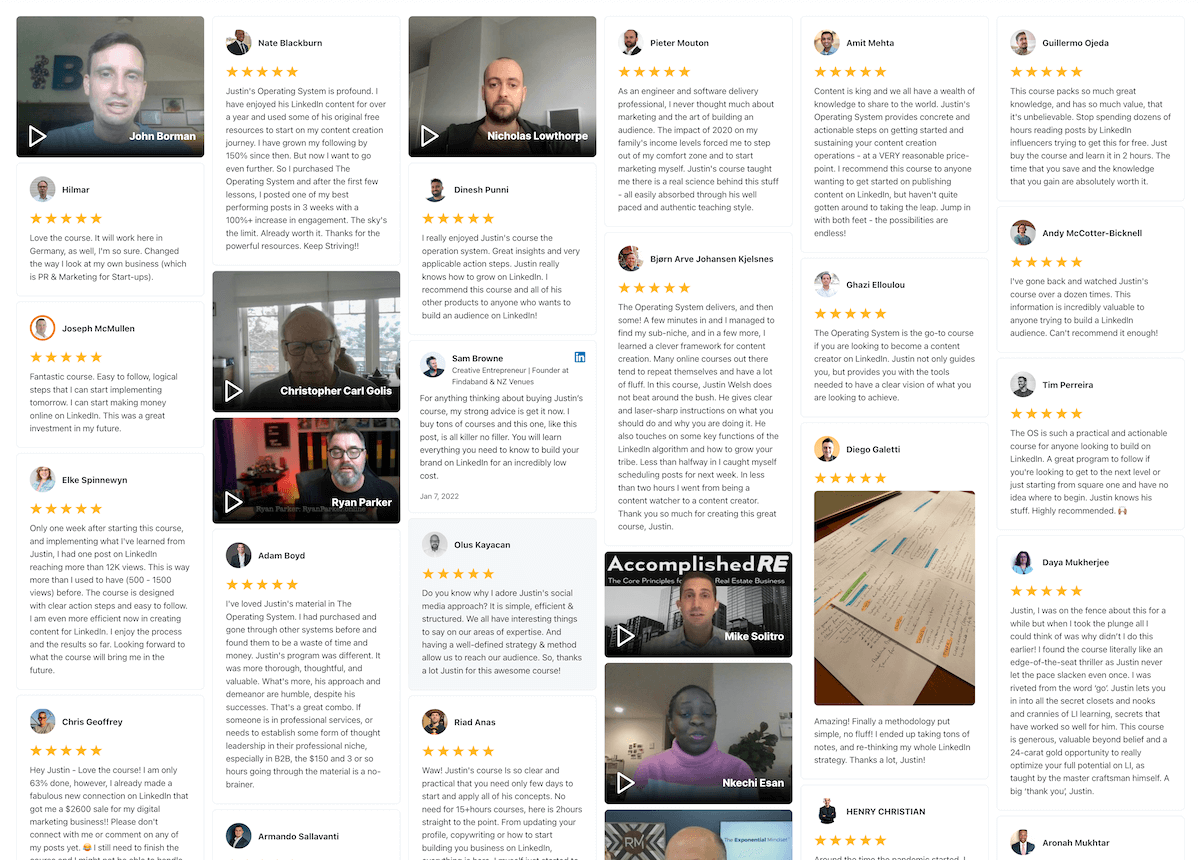 John Borman
Hilmar
Love the course. It will work here in
Germany, as well, I'm so sure. Changed
the way I look at my own business (which
is PR & Marketing for Start-ups).
Joseph McMullen
Fantastic course. Easy to follow, logical
steps that I can start implementing
tomorrow. I can start making money
online on LinkedIn. This was a great
investment in my future.
Elke Spinnewyn
Only one week after starting this course,
and implementing what I've learned from
Justin, I had one post on LinkedIn
reaching more than 12K views. This is way
more than I used to have (500 - 1500
views) before. The course is designed
with clear action steps and easy to follow.
I am even more efficient now in creating
content for LinkedIn. I enjoy the process
and the results so far. Looking forward to
what the course will bring me in the
future.
Chris Geoffrey
Hey Justin - Love the course! I am only
63% done, however, I already made a
fabulous new connection on LinkedIn that
got me a $2600 sale for my digital
marketing business!! Please don't
connect with me or comment on any of
my posts yet. 😅 I still need to finish the
course and I might not be able to handle
Nate Blackburn
Justin's Operating System is profound. I
have enjoyed his LinkedIn content for over
a year and used some of his original free
resources to start on my content creation
journey. I have grown my following by
150% since then. But now I want to go
even further. So I purchased The
Operating System and after the first few
lessons, I posted one of my best
performing posts in 3 weeks with a
100%+ increase in engagement. The sky's
the limit. Already worth it. Thanks for the
powerful resources. Keep Striving!!
Christopher Carl Golis
Ryan Parker
Ryan Parker: RyanParker.online
Adam Boyd
I've loved Justin's material in The
Operating System. I had purchased and
gone through other systems before and
found them to be a waste of time and
money. Justin's program was different. It
was more thorough, thoughtful, and
valuable. What's more, his approach and
demeanor are humble, despite his
successes. That's a great combo. If
someone is in professional services, or
needs to establish some form of thought
leadership in their professional niche,
especially in B2B, the $150 and 3 or so
hours going through the material is a no-
brainer.
Armando Sallavanti
Nicholas Lowthorpe
Dinesh Punni
I really enjoyed Justin's course the
operation system. Great insights and very
applicable action steps. Justin really
knows how to grow on LinkedIn. I
recommend this course and all of his
other products to anyone who wants to
build an audience on LinkedIn!
Sam Browne
in
Creative Entrepreneur | Founder at
Findaband & NZ Venues
For anything thinking about buying Justin's
course, my strong advice is get it now. I
buy tons of courses and this one, like this
post, is all killer no filler. You will learn
everything you need to know to build your
brand on LinkedIn for an incredibly low
cost.
Jan 7, 2022
Olus Kayacan
Do you know why I adore Justin's social
media approach? It is simple, efficient &
structured. We all have interesting things
to say on our areas of expertise. And
having a well-defined strategy & method
allow us to reach our audience. So, thanks
a lot Justin for this awesome course!
Riad Anas
Waw! Justin's course Is so clear and
practical that you need only few days to
start and apply all of his concepts. No
need for 15+hours courses, here is 2hours
straight to the point. From updating your
profile, copywriting or how to start
building you business on LinkedIn,
Pieter Mouton
As an engineer and software delivery
professional, I never thought much about
marketing and the art of building an
audience. The impact of 2020 on my
family's income levels forced me to step
out of my comfort zone and to start
marketing myself. Justin's course taught
me there is a real science behind this stuff
- all easily absorbed through his well
paced and authentic teaching style.
Bjørn Arve Johansen Kjelsnes
The Operating System delivers, and then
some! A few minutes in and I managed to
find my sub-niche, and in a few more, I
learned a clever framework for content
creation. Many online courses out there
tend to repeat themselves and have a lot
of fluff. In this course, Justin Welsh does
not beat around the bush. He gives clear
and laser-sharp instructions on what you
should do and why you are doing it. He
also touches on some key functions of the
LinkedIn algorithm and how to grow your
tribe. Less than halfway in I caught myself
scheduling posts for next week. In less
than two hours I went from being a
content watcher to a content creator.
Thank you so much for creating this great
course, Justin.
Accomplished RE
The Core Principles Real Estate Business
Mike Solitro
Nkechi Esan
RM
The Exponential Mindset
Amit Mehta
Content is king and we all have a wealth of
knowledge to share to the world. Justin's
Operating System provides concrete and
actionable steps on getting started and
sustaining your content creation
operations - at a VERY reasonable price-
point. I recommend this course to anyone
wanting to get started on publishing
content on LinkedIn, but haven't quite
gotten around to taking the leap. Jump in
with both feet - the possibilities are
endless!
Ghazi Elloulou
The Operating System is the go-to course
if you are looking to become a content
creator on LinkedIn. Justin not only guides
you, but provides you with the tools
needed to have a clear vision of what you
are looking to achieve.
Diego Galetti
Amazing! Finally a methodology put
simple, no fluff! I ended up taking tons of
notes, and re-thinking my whole LinkedIn
strategy. Thanks a lot, Justin!
HENRY CHRISTIAN
Around the time the pandemic started, I
Guillermo Ojeda
This course packs so much great
knowledge, and has so much value, that
it's unbelievable. Stop spending dozens of
hours reading posts by LinkedIn
influencers trying to get this for free. Just
buy the course and learn it in 2 hours. The
time that you save and the knowledge
that you gain are absolutely worth it.
Andy McCotter-Bicknell
I've gone back and watched Justin's
course over a dozen times. This
information is incredibly valuable to
anyone trying to build a LinkedIn
audience. Can't recommend it enough!
Tim Perreira
The OS is such a practical and actionable
course for anyone looking to build on
LinkedIn. A great program to follow if
you're looking to get to the next level or
just starting from square one and have no
idea where to begin. Justin knows his
stuff. Highly recommended. 🙌🏼
Daya Mukherjee
Justin, I was on the fence about this for a
while but when I took the plunge all I
could think of was why didn't I do this
earlier! I found the course literally like an
edge-of-the-seat thriller as Justin never
let the pace slacken even once. I was
riveted from the word 'go'. Justin lets you
in into all the secret closets and nooks
and crannies of LI learning, secrets that
have worked so well for him. This course
is generous, valuable beyond belief and a
24-carat gold opportunity to really
optimize your full potential on LI, as
taught by the master craftsman himself. A
big 'thank you', Justin.
Aronah Mukhtar